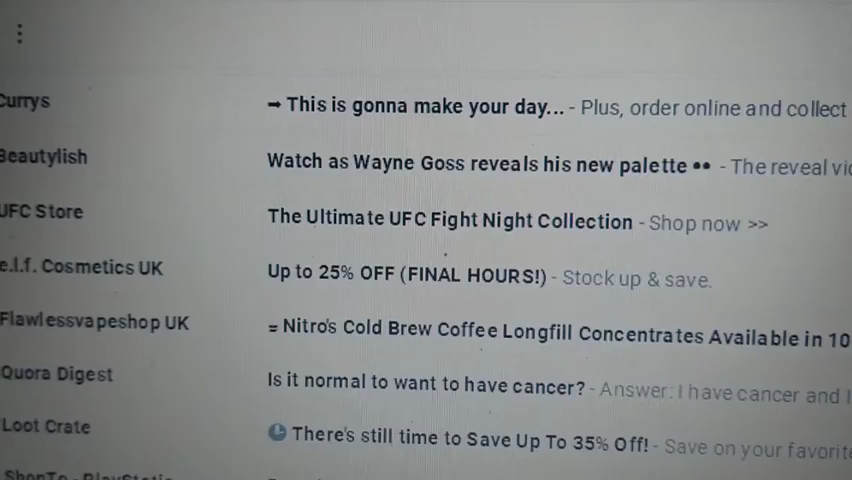 Currys ➡ This is gonna make your day... - Plus, order online and collect
Beautylish Watch as Wayne Goss reveals his new palette 👀 - The reveal
UFC Store The Ultimate UFC Fight Night Collection - Shop now >>
e.l.f. Cosmetics UK Up to 25% OFF (FINAL HOURS!) - Stock up & save.
Flawlessvapeshop UK = Nitro's Cold Brew Coffee Longfill Concentrates Available in 10
Quora Digest Is it normal to want to have cancer? - Answer: I have cancer and I
Loot Crate 🕒 There's still time to Save Up To 35% Off! - Save on your favorite
ShopTo - PlayStatio